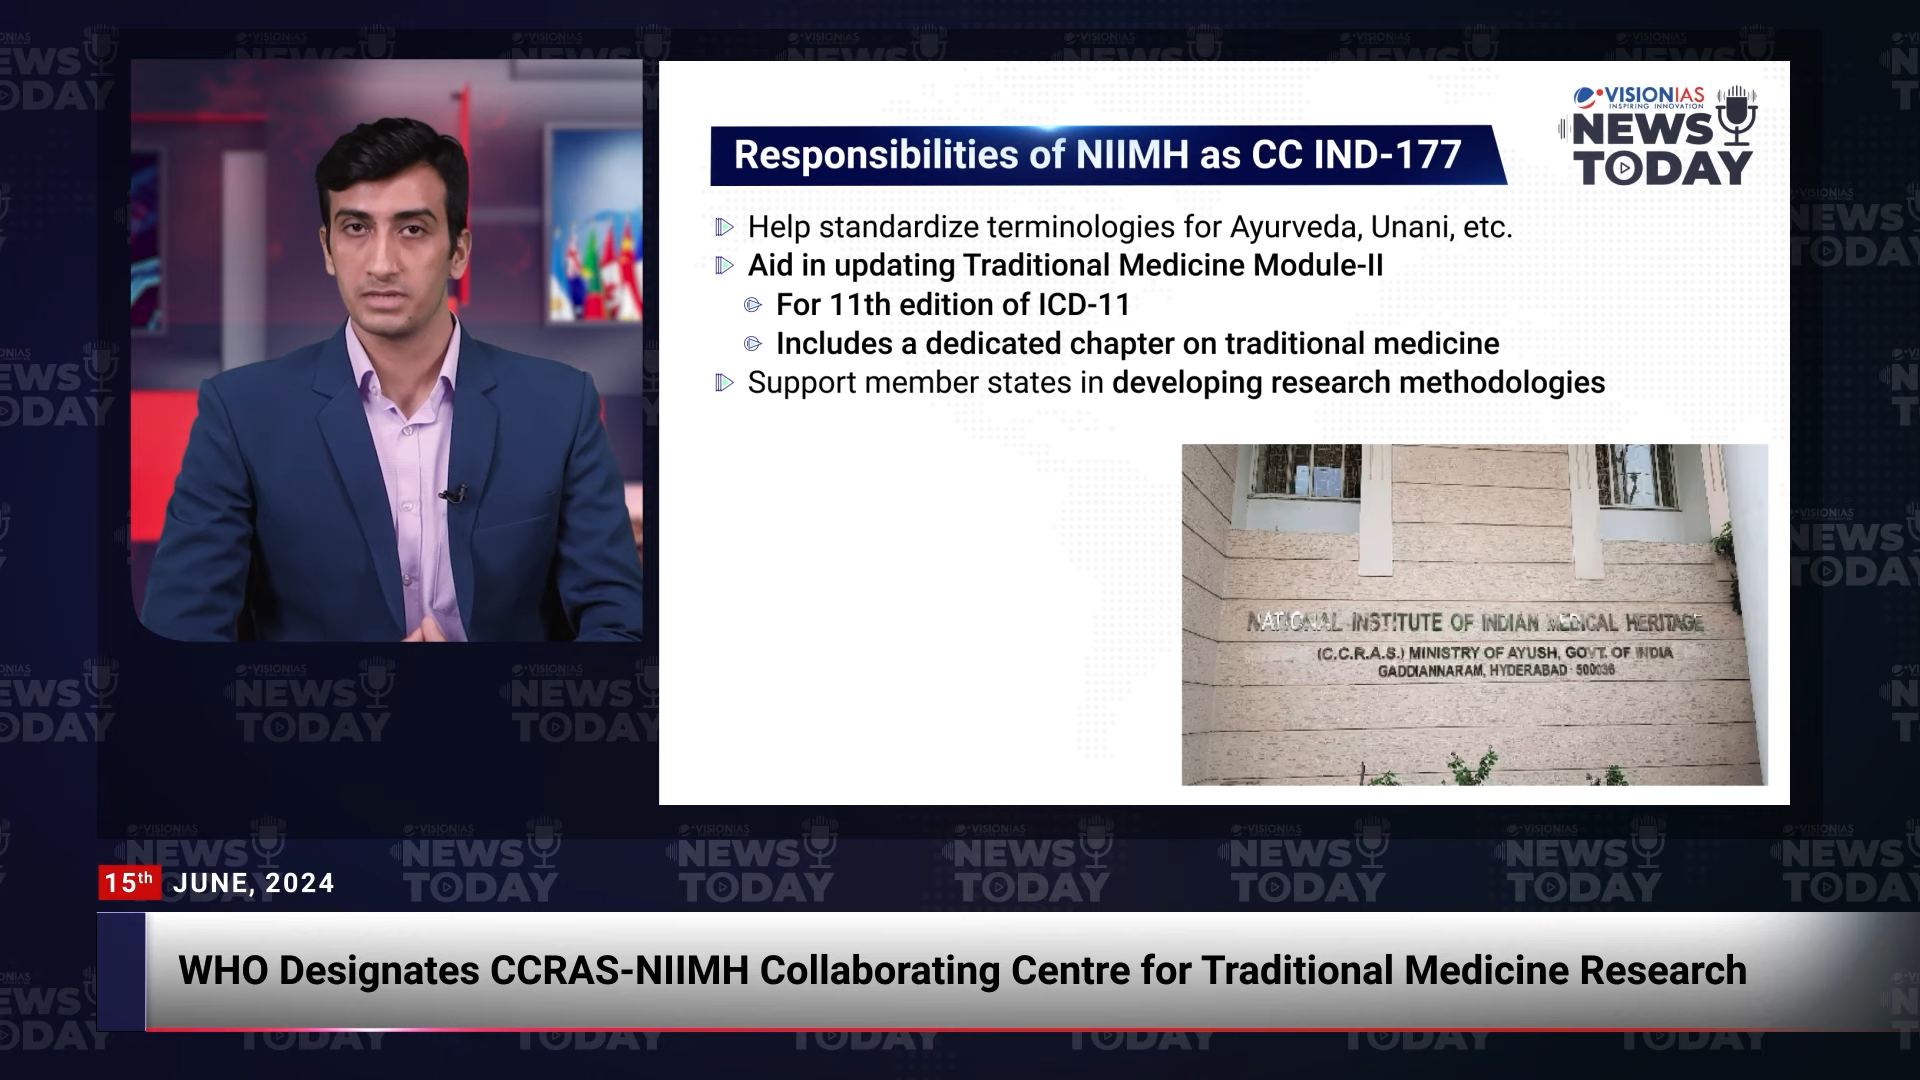 VISIONIAS
INSPIRING INNOVATION
NEWS
TODAY
Responsibilities of NIIMH as CC IND-177
Help standardize terminologies for Ayurveda, Unani, etc.
Aid in updating Traditional Medicine Module-II
For 11th edition of ICD-11
Includes a dedicated chapter on traditional medicine
Support member states in developing research methodologies
NATIONAL INSTITUTE OF INDIAN MEDICAL HERITAGE
(C.C.R.A.S.) MINISTRY OF AYUSH, GOVT. OF INDIA
GADDIANNARAM, HYDERABAD - 500036
15th JUNE, 2024
WHO Designates CCRAS-NIIMH Collaborating Centre for Traditional Medicine Research